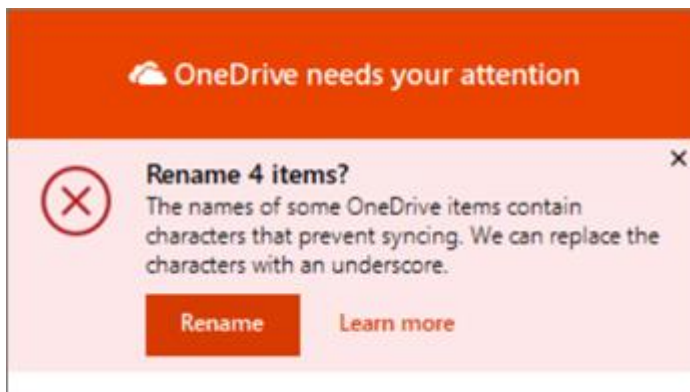 OneDrive needs your attention
Rename 4 items?
The names of some OneDrive items contain
characters that prevent syncing. We can replace the
characters with an underscore.
Rename Learn more